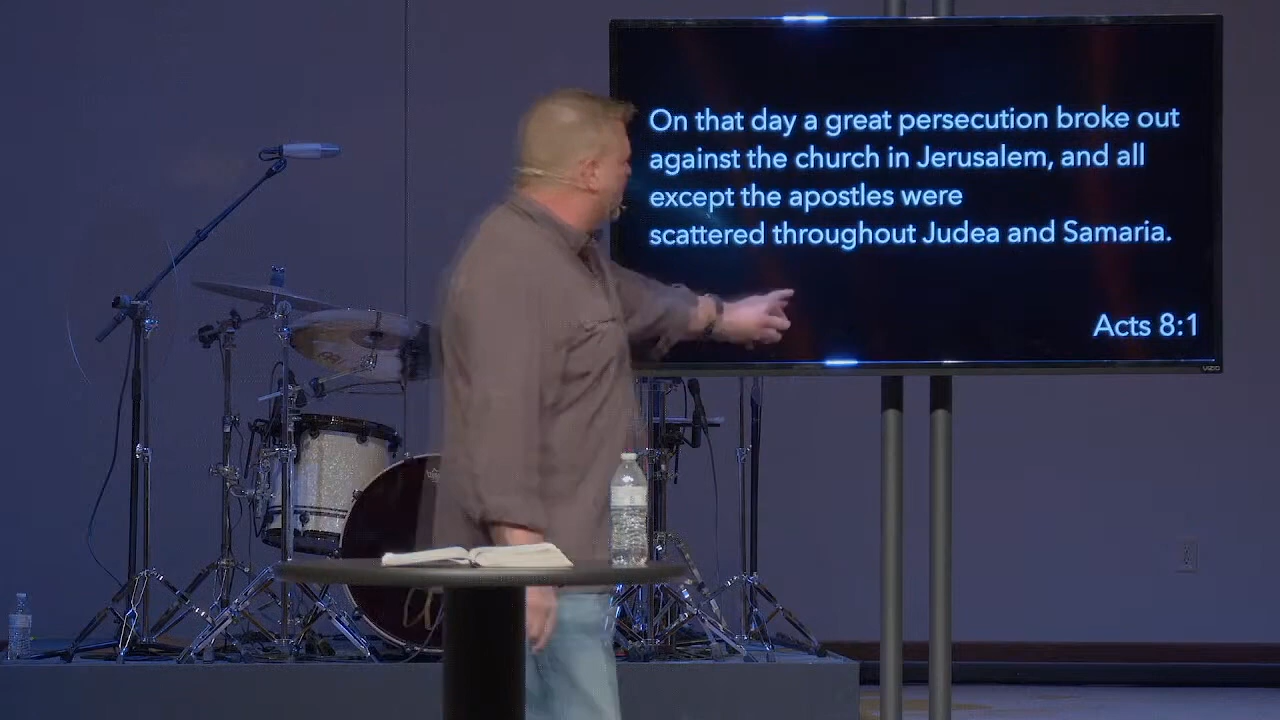 On that day a great persecution broke out
against the church in Jerusalem, and all
except the apostles were
scattered throughout Judea and Samaria.
Acts 8:1
VIZIO